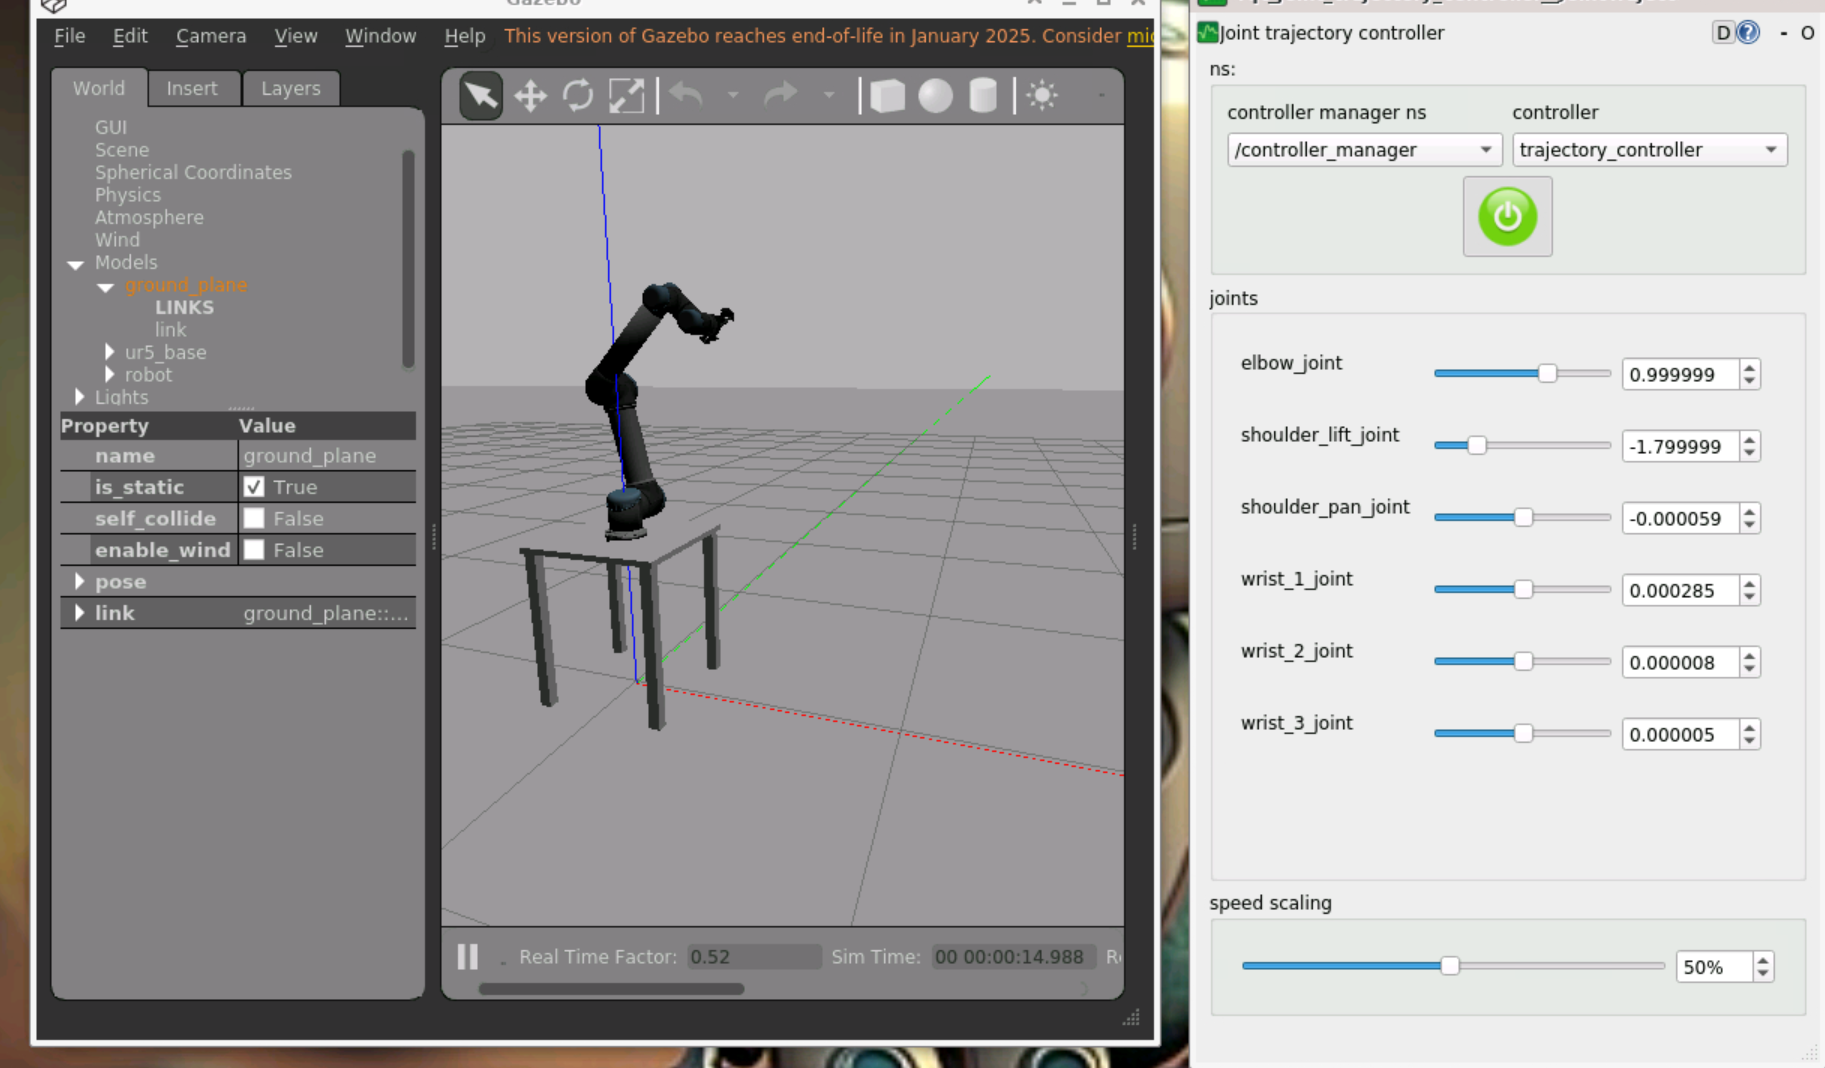 Gazebo
File Edit Camera View Window Help This version of Gazebo reaches end-of-life in January 2025. Consider
World Insert Layers
GUI
Scene
Spherical Coordinates
Physics
Atmosphere
Wind
Models
ground_plane
LINKS
link
ur5_base
robot
Lights
Property Value
name ground_plane
is_static True
self_collide False
enable_wind False
pose
link ground_plane::...
Real Time Factor: 0.52 Sim Time: 00 00:00:14.988
Joint trajectory controller D ? - O
ns:
controller manager ns controller
/controller_manager trajectory_controller
joints
elbow_joint 0.999999
shoulder_lift_joint -1.799999
shoulder_pan_joint -0.000059
wrist_1_joint 0.000285
wrist_2_joint 0.000008
wrist_3_joint 0.000005
speed scaling
50%